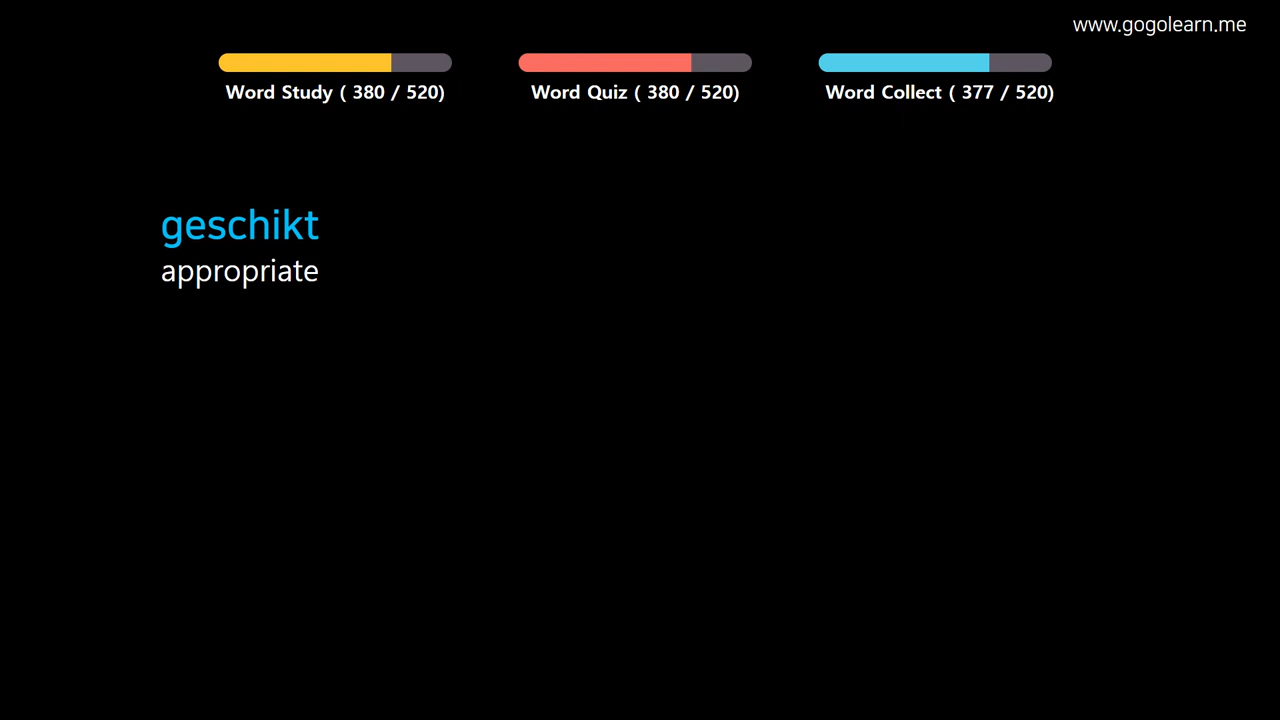 www.gogolearn.me
Word Study ( 380 / 520)
Word Quiz ( 380 / 520)
Word Collect ( 377 / 520)
geschikt
appropriate